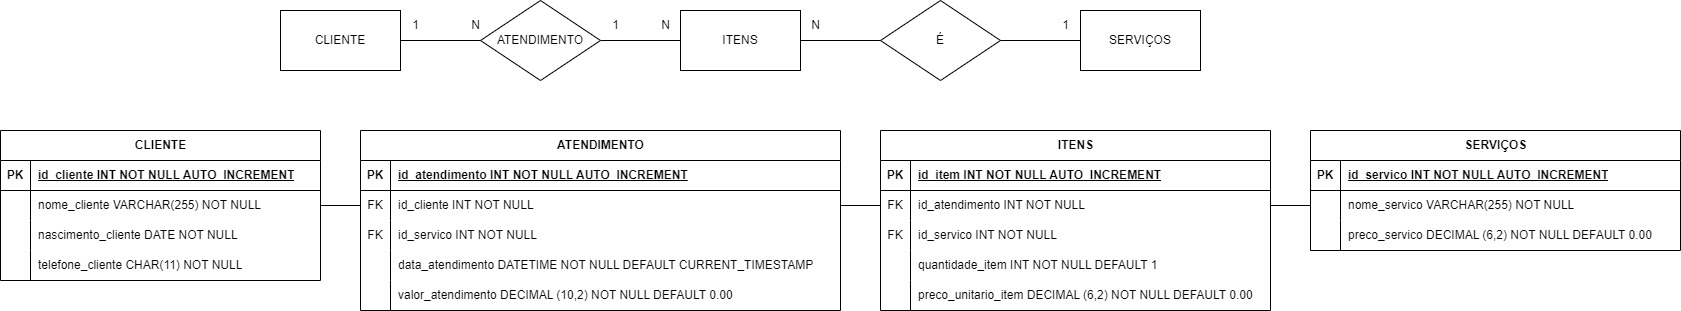 CLIENTE 1 N ATENDIMENTO 1 N ITENS N É 1 SERVIÇOS
CLIENTE
PK id_cliente INT NOT NULL AUTO_INCREMENT
nome_cliente VARCHAR(255) NOT NULL
nascimento_cliente DATE NOT NULL
telefone_cliente CHAR(11) NOT NULL
ATENDIMENTO
PK id_atendimento INT NOT NULL AUTO_INCREMENT
FK id_cliente INT NOT NULL
FK id_servico INT NOT NULL
data_atendimento DATETIME NOT NULL DEFAULT CURRENT_TIMESTAMP
valor_atendimento DECIMAL (10,2) NOT NULL DEFAULT 0.00
ITENS
PK id_item INT NOT NULL AUTO_INCREMENT
FK id_atendimento INT NOT NULL
FK id_servico INT NOT NULL
quantidade_item INT NOT NULL DEFAULT 1
preco_unitario_item DECIMAL (6,2) NOT NULL DEFAULT 0.00
SERVIÇOS
PK id_servico INT NOT NULL AUTO_INCREMENT
nome_servico VARCHAR(255) NOT NULL
preco_servico DECIMAL (6,2) NOT NULL DEFAULT 0.00